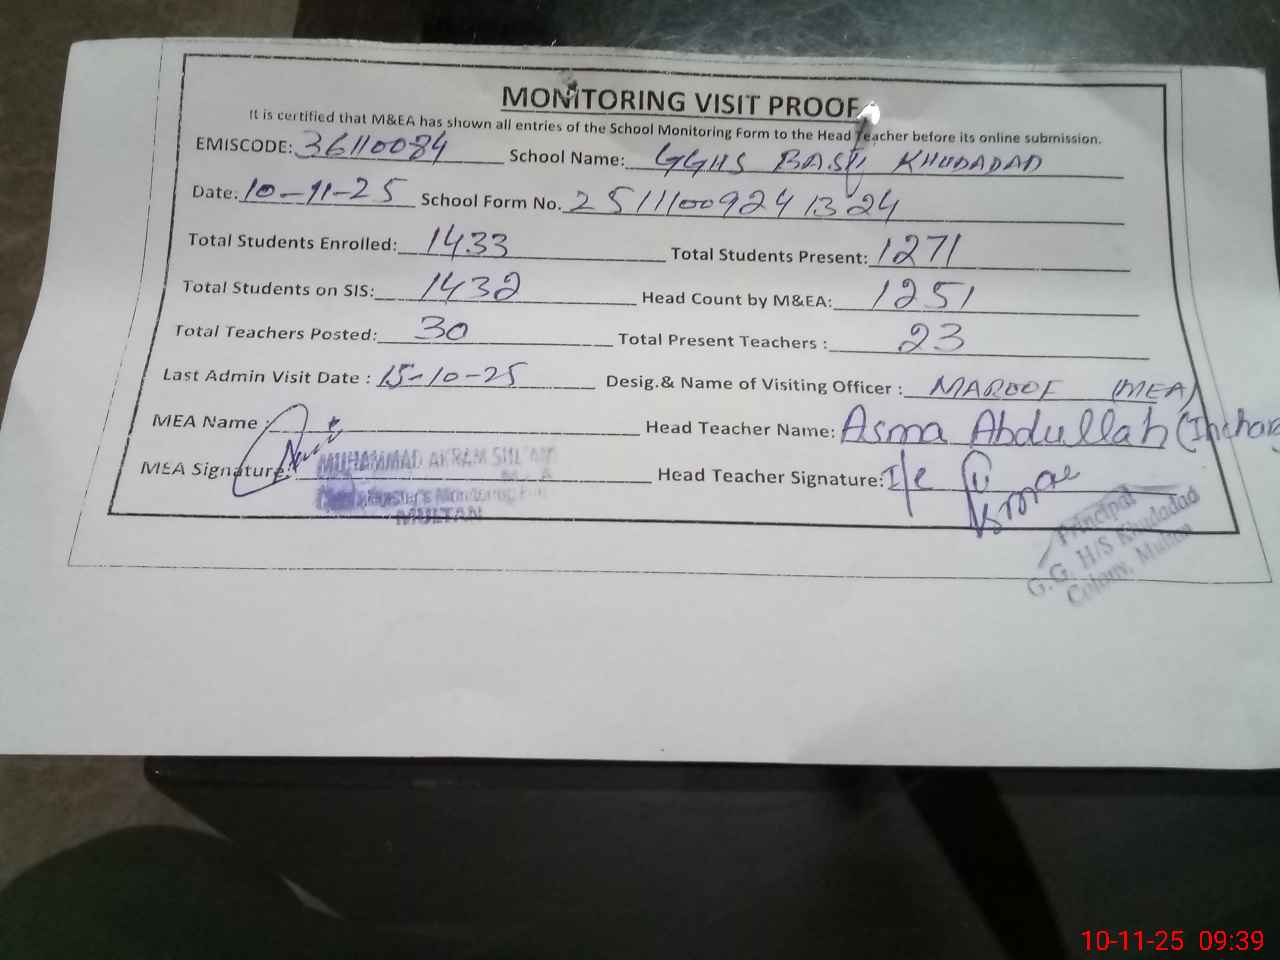 MONITORING VISIT PROOF
It is certified that M&EA has shown all entries of the School Monitoring Form to the Head Teacher before its online submission.
EMISCODE: 36110084 School Name: GGHS BASTI KHUDADAD
Date: 10-11-25 School Form No. 2511100924 1324
Total Students Enrolled: 1433 Total Students Present: 1271
Total Students on SIS: 1432 Head Count by M&EA: 1251
Total Teachers Posted: 30 Total Present Teachers : 23
Last Admin Visit Date : 15-10-25 Desig.& Name of Visiting Officer : MAROOF (MEA)
MEA Name : Head Teacher Name: Asma Abdullah (Incharg
MEA Signature: Head Teacher Signature: I/c Asma
MUHAMMAD AKRAM
Monitoring
MULTAN
Principal
G.G. H/S Khudadad
Colony, Multan
10-11-25 09:39